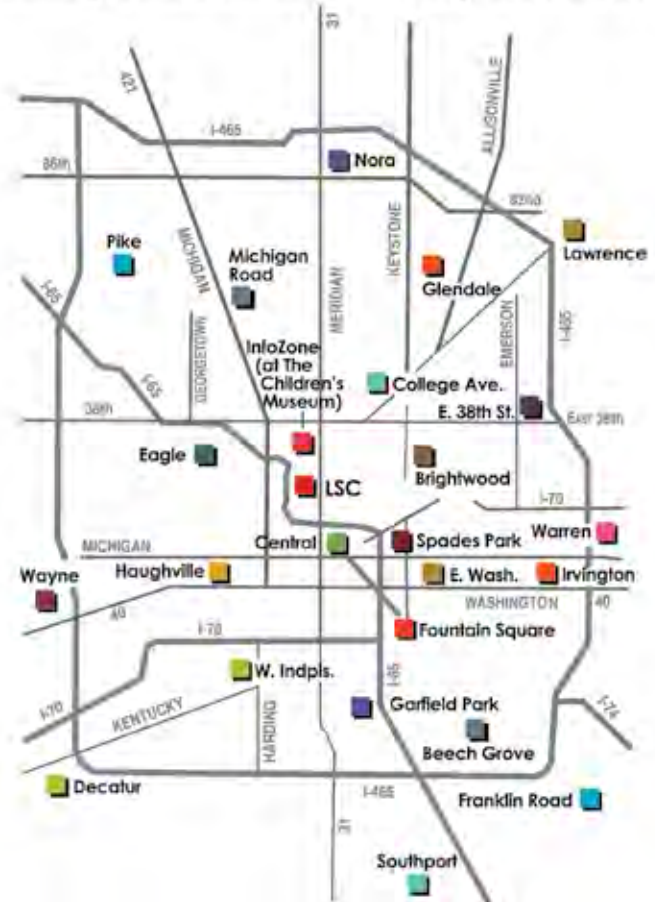 31
421
ALLISONVILLE
I-465
86th
Nora
82nd
KEYSTONE
Pike
MICHIGAN
Michigan
Road
MERIDIAN
Lawrence
Glendale
I-65
GEORGETOWN
EMERSON
I-465
InfoZone
(at The
Children's
Museum)
I-65
College Ave.
38th
E. 38th St.
East 38th
Eagle
Brightwood
LSC
I-70
MICHIGAN
Central
Spades Park
Warren
Wayne
Haughville
E. Wash.
Irvington
40
WASHINGTON
40
I-70
Fountain Square
W. Indpls.
I-65
I-70
KENTUCKY
HARDING
Garfield Park
I-74
Beech Grove
Decatur
I-465
Franklin Road
31
Southport